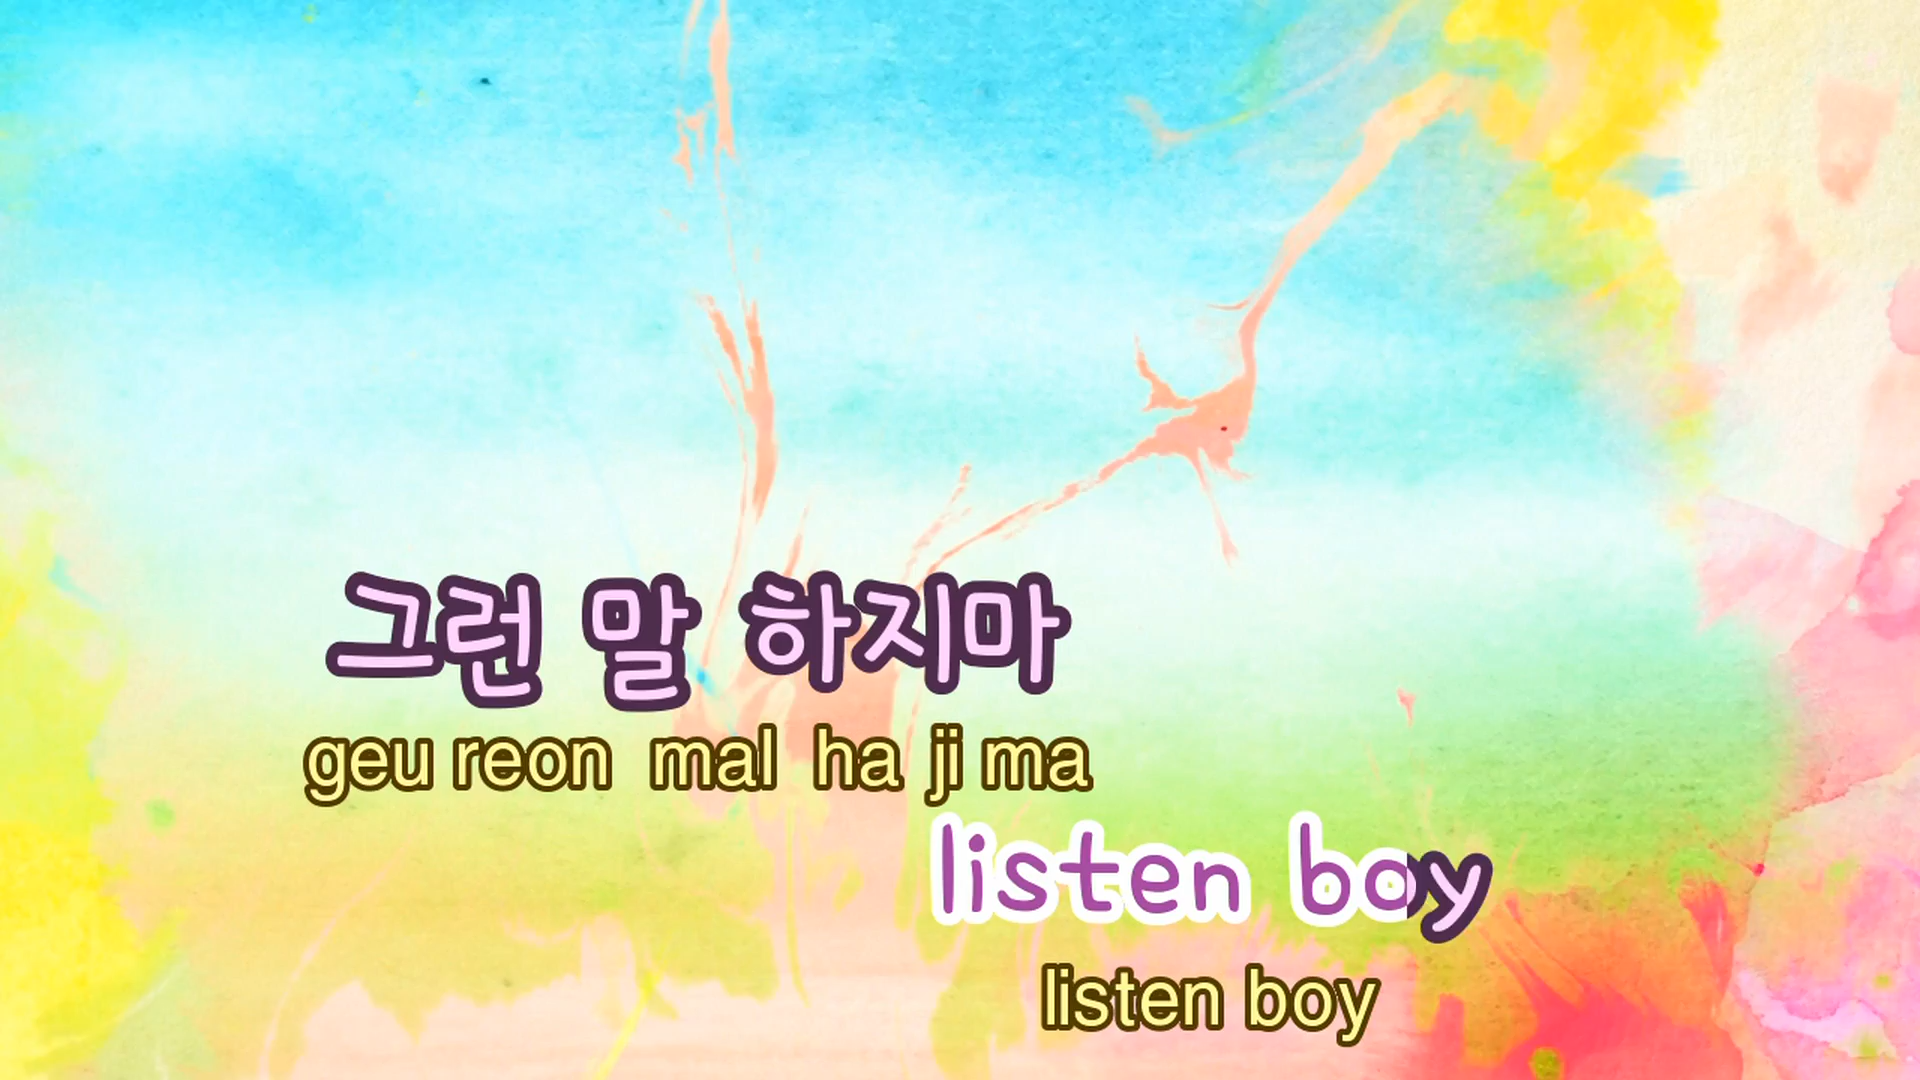 그런 말 하지마
geu reon mal ha ji ma
listen boy
listen boy